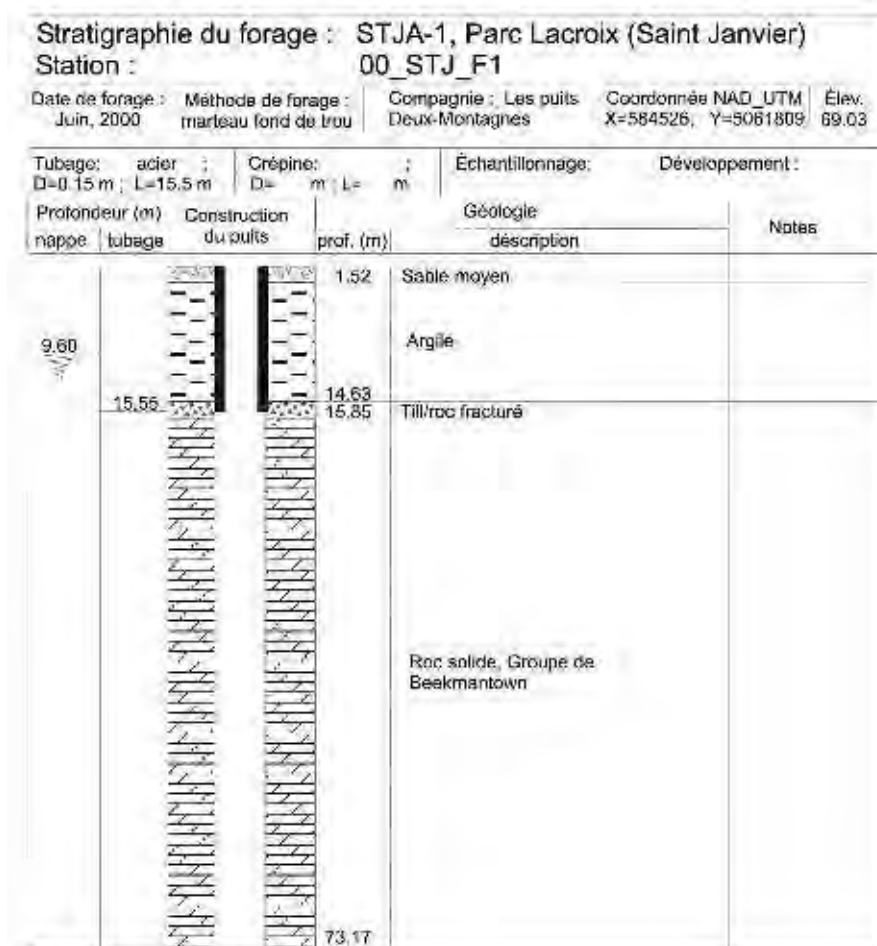 Stratigraphie du forage : STJA-1, Parc Lacroix (Saint Janvier)
Station : 00_STJ_F1
Date de forage : Juin, 2000
Méthode de forage : marteau fond de trou
Compagnie : Les puits Deux-Montagnes
Coordonnée NAD_UTM X=584526, Y=5061809
Élev. 69.03
Tubage: acier ;
D=0.15 m ; L=15.5 m
Crépine: ;
D= m ; L= m
Échantillonnage:
Développement :
Profondeur (m)
nappe tubage
Construction
du puits
Géologie
prof. (m) déscription
Notes
1.52 Sable moyen
9.60
Argile
15.55
14.63
15.85 Till/roc fracturé
Roc solide, Groupe de
Beekmantown
73.17